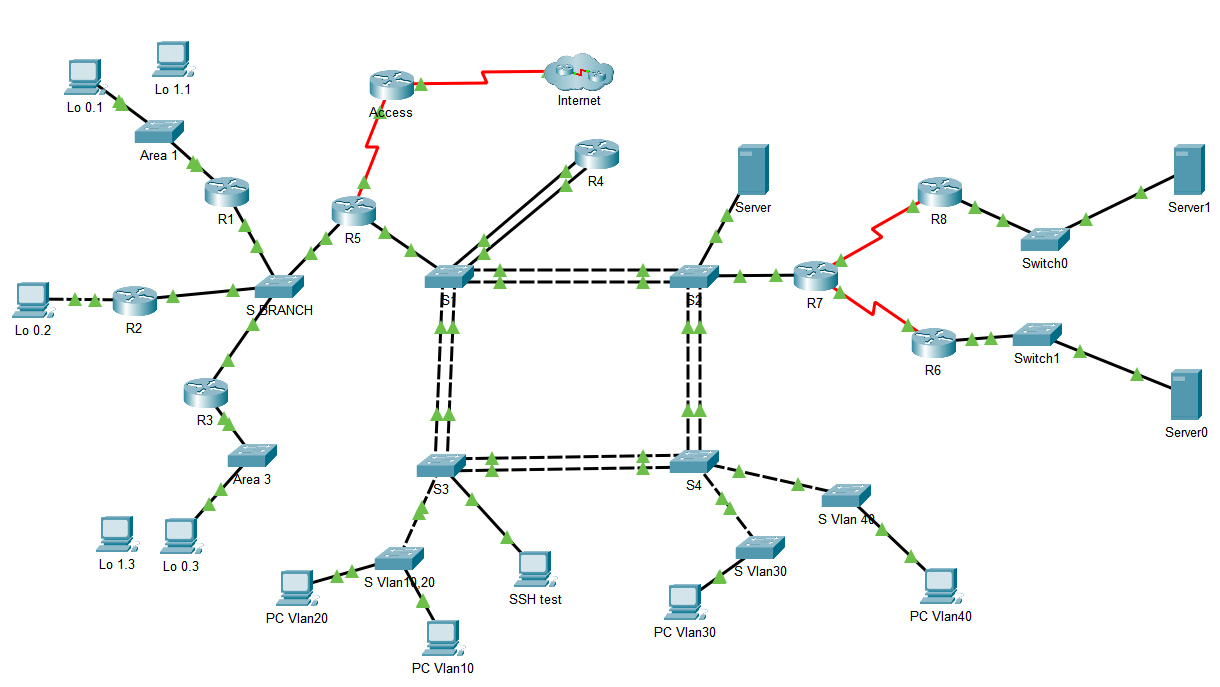 Lo 1.1
Lo 0.1
Internet
Access
Area 1
R4
R1
R5
Server
R8
Server1
Switch0
S BRANCH
S1
S2
R7
R2
Lo 0.2
R6
Switch1
R3
Server0
Area 3
S3
S4
S Vlan 40
Lo 1.3
Lo 0.3
S Vlan10,20
S Vlan30
SSH test
PC Vlan20
PC Vlan30
PC Vlan40
PC Vlan10